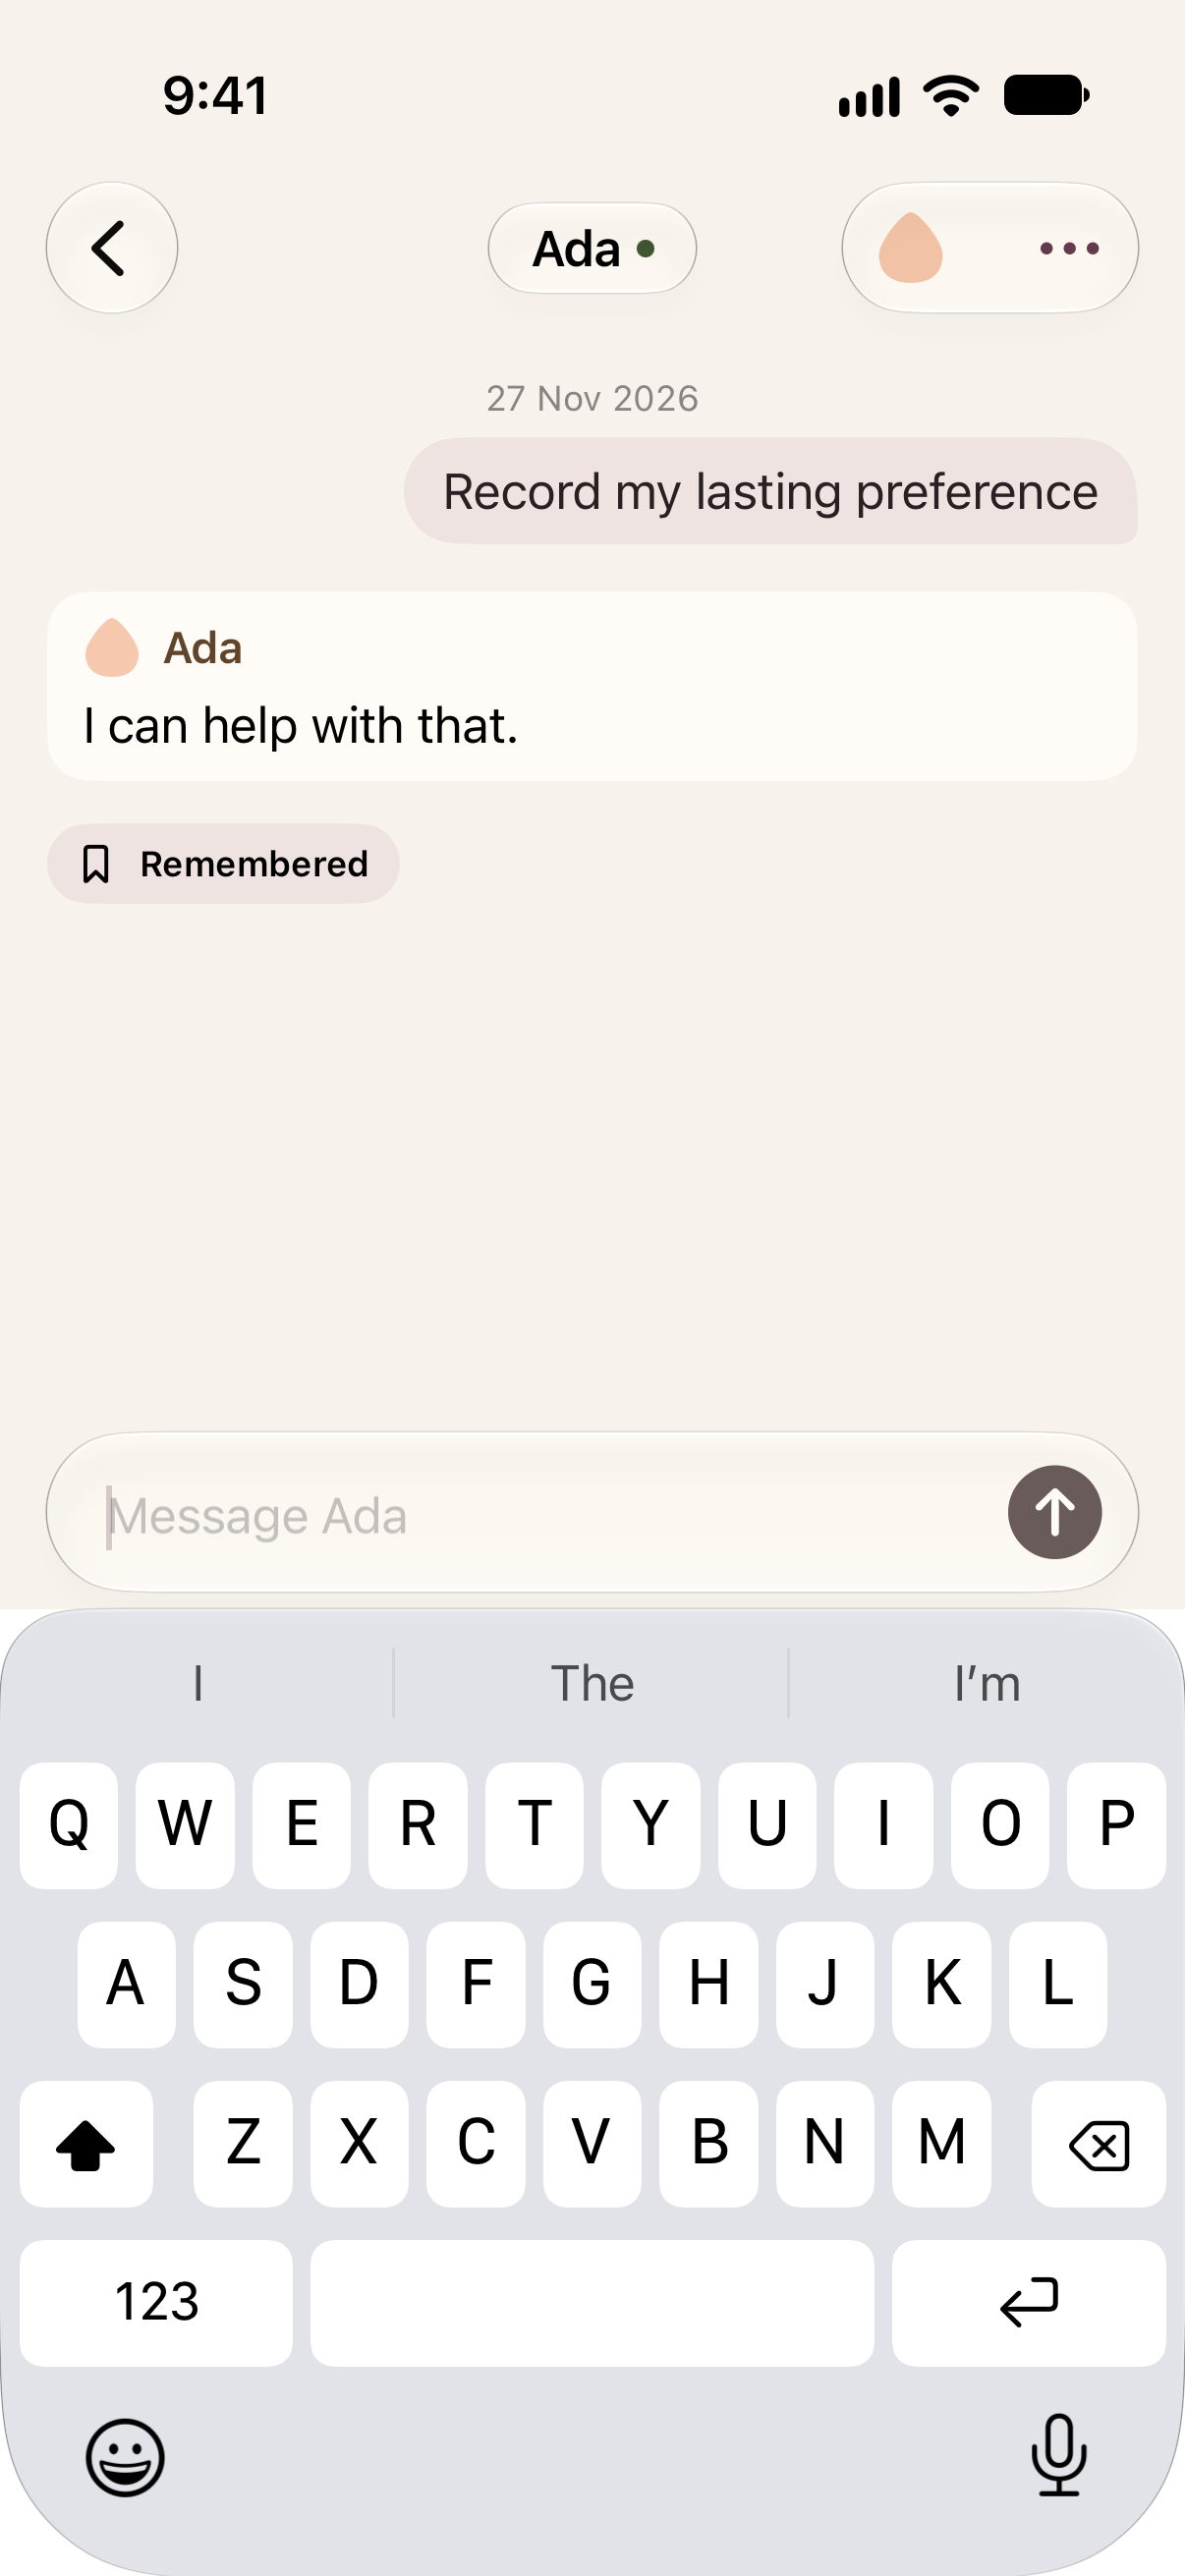 9:41
Ada
27 Nov 2026
Record my lasting preference
Ada
I can help with that.
Remembered
Message Ada
I The I’m
Q W E R T Y U I O P
A S D F G H J K L
Z X C V B N M
123